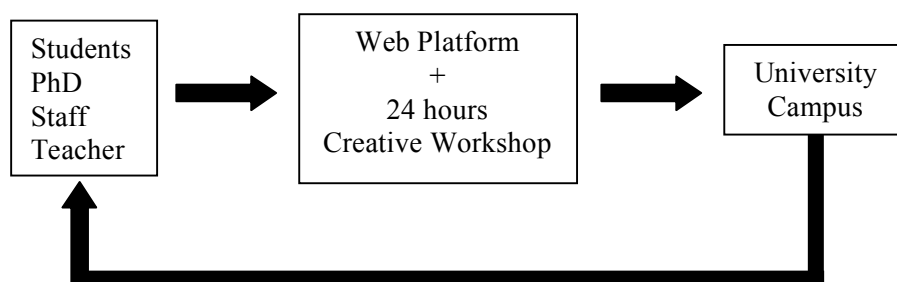 Students
PhD
Staff
Teacher
Web Platform
+
24 hours
Creative Workshop
University
Campus